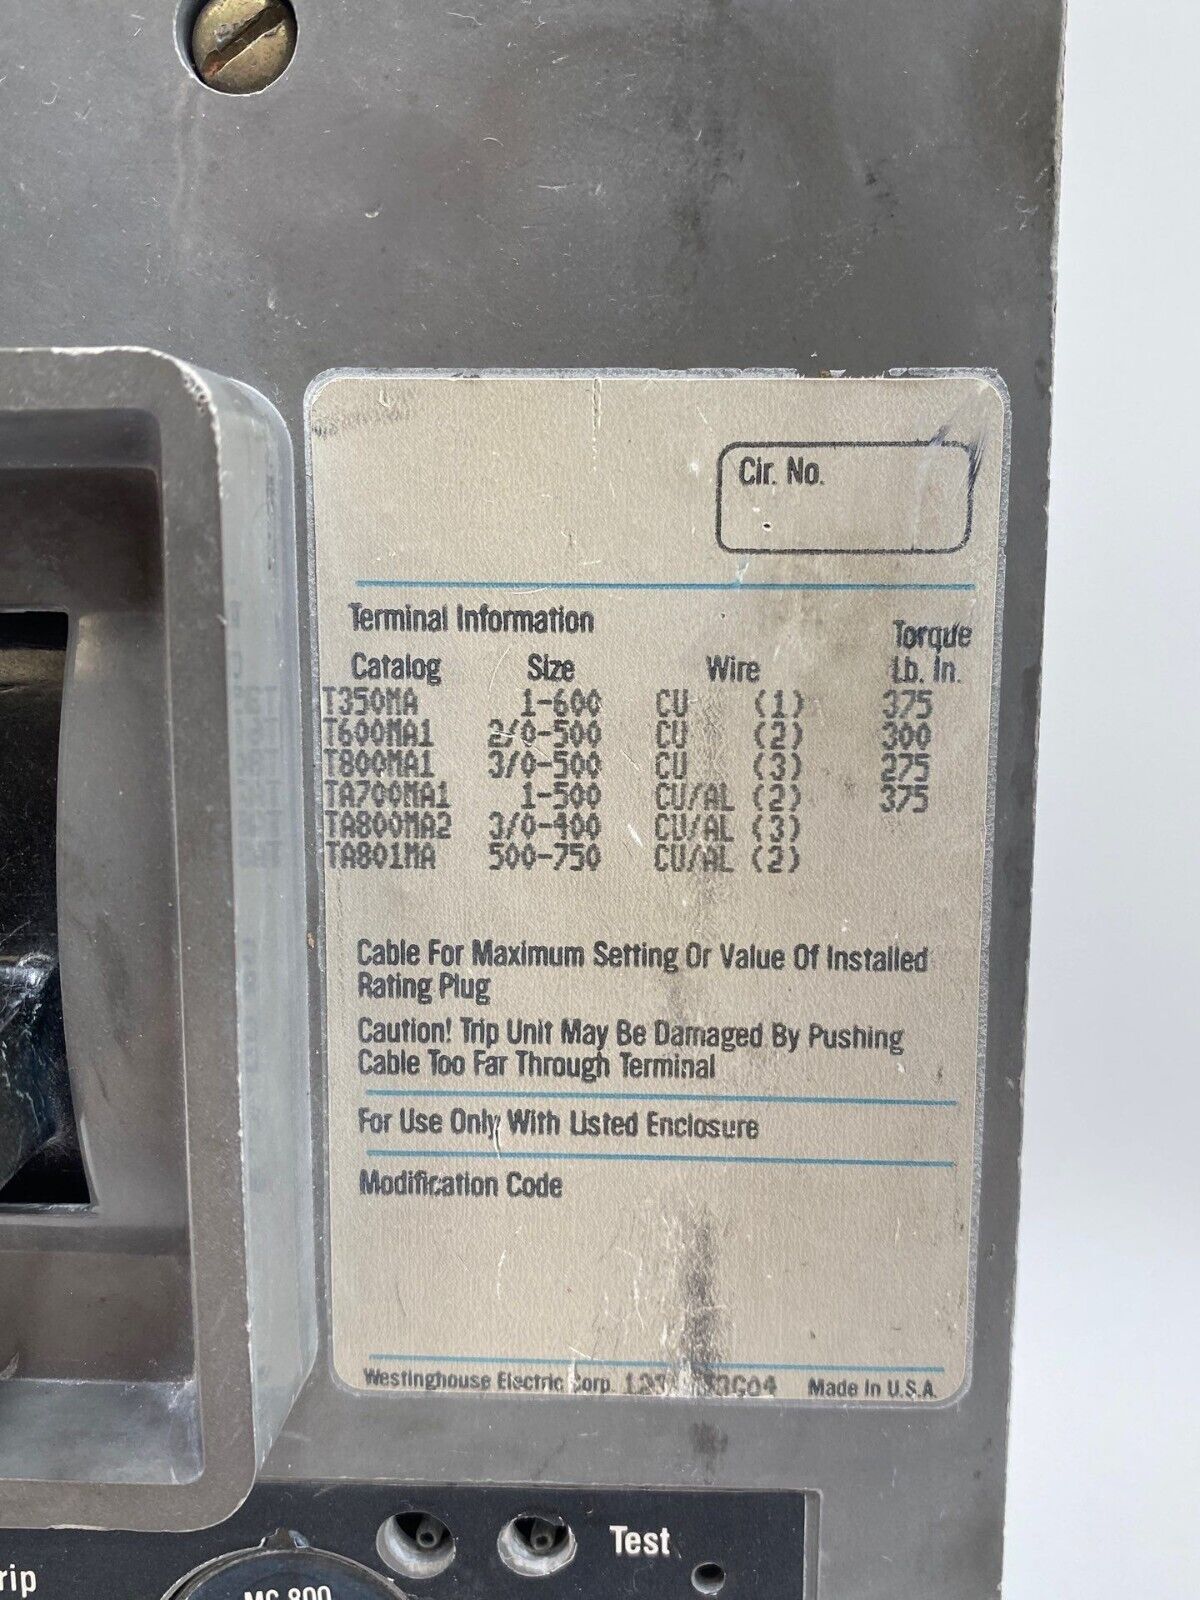 Cir. No.
Terminal Information
Torque
Catalog Size Wire Lb. In.
T350MA 1-600 CU (1) 375
T600MA1 2/0-500 CU (2) 300
T800MA1 3/0-500 CU (3) 275
TA700MA1 1-500 CU/AL (2) 375
TA800MA2 3/0-400 CU/AL (3)
TA801MA 500-750 CU/AL (2)
Cable For Maximum Setting Or Value Of Installed
Rating Plug
Caution! Trip Unit May Be Damaged By Pushing
Cable Too Far Through Terminal
For Use Only With Listed Enclosure
Modification Code
Westinghouse Electric Corp. Made In U.S.A.
Test
rip
MC 800